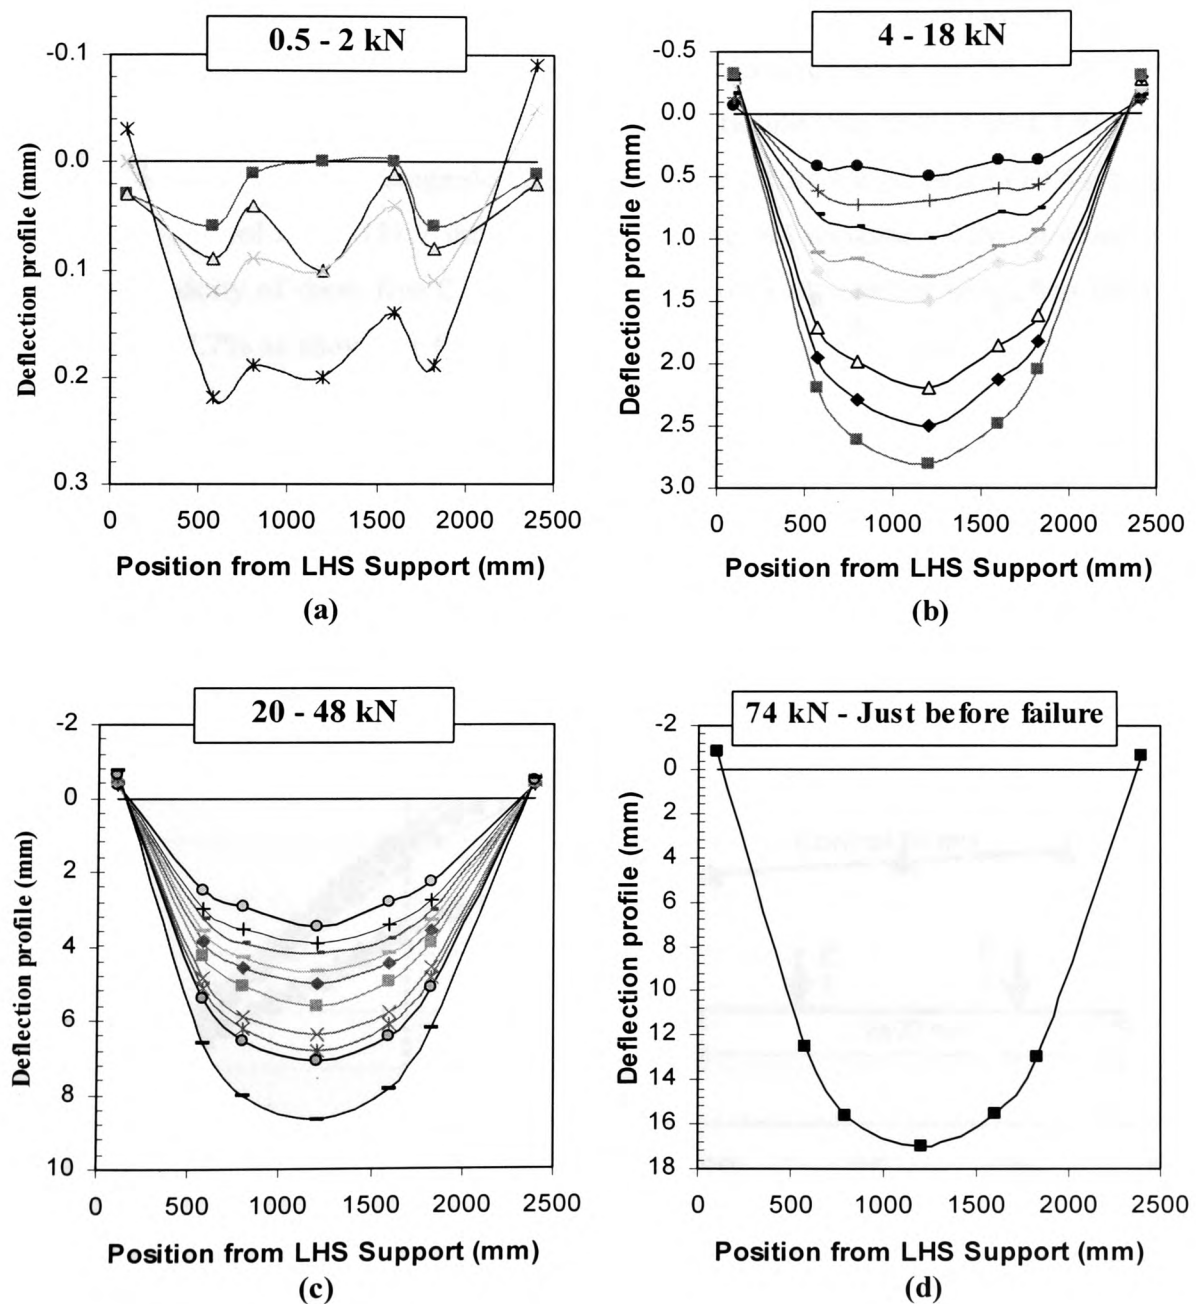 0.5 - 2 kN
-0.1
0.0
0.1
0.2
0.3
Deflection profile (mm)
0 500 1000 1500 2000 2500
Position from LHS Support (mm)
(a)
4 - 18 kN
-0.5
0.0
0.5
1.0
1.5
2.0
2.5
3.0
Deflection profile (mm)
0 500 1000 1500 2000 2500
Position from LHS Support (mm)
(b)
20 - 48 kN
-2
0
2
4
6
8
10
Deflection profile (mm)
0 500 1000 1500 2000 2500
Position from LHS Support (mm)
(c)
74 kN - Just before failure
-2
0
2
4
6
8
10
12
14
16
18
Deflection profile (mm)
0 500 1000 1500 2000 2500
Position from LHS Support (mm)
(d)